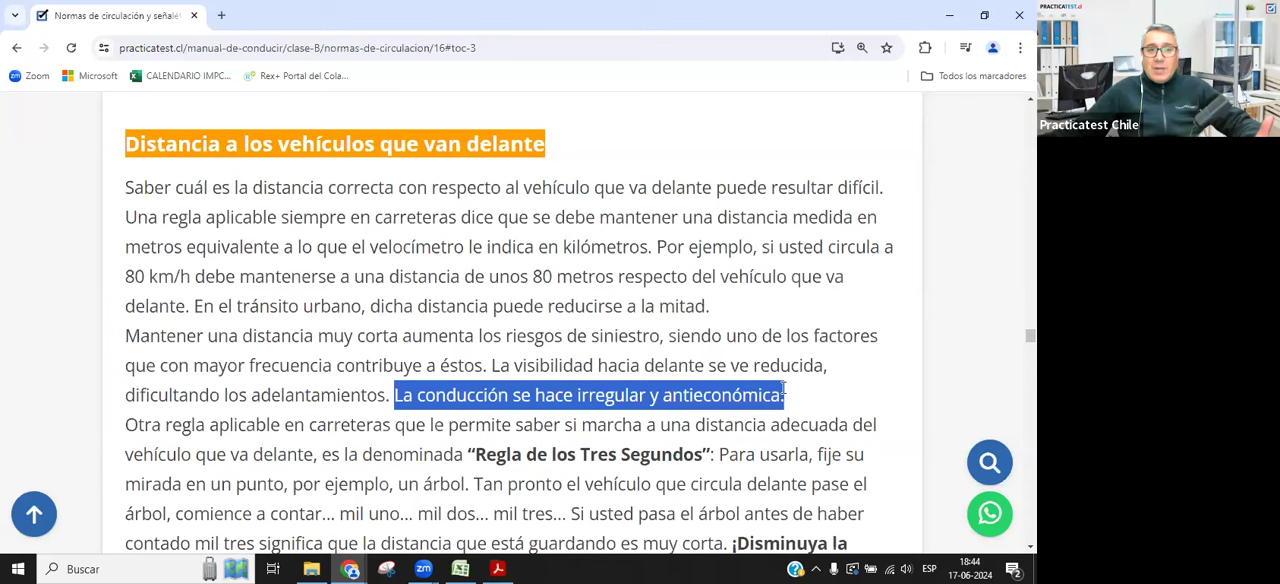 Normas de circulación y señalét
practicatest.cl/manual-de-conducir/clase-B/normas-de-circulacion/16#toc-3
Zoom
Microsoft
CALENDARIO IMPC...
Rex+ Portal del Cola...
Todos los marcadores
PRACTICATEST.cl
Practicatest Chile
Distancia a los vehículos que van delante
Saber cuál es la distancia correcta con respecto al vehículo que va delante puede resultar difícil.
Una regla aplicable siempre en carreteras dice que se debe mantener una distancia medida en
metros equivalente a lo que el velocímetro le indica en kilómetros. Por ejemplo, si usted circula a
80 km/h debe mantenerse a una distancia de unos 80 metros respecto del vehículo que va
delante. En el tránsito urbano, dicha distancia puede reducirse a la mitad.
Mantener una distancia muy corta aumenta los riesgos de siniestro, siendo uno de los factores
que con mayor frecuencia contribuye a éstos. La visibilidad hacia delante se ve reducida,
dificultando los adelantamientos. La conducción se hace irregular y antieconómica.
Otra regla aplicable en carreteras que le permite saber si marcha a una distancia adecuada del
vehículo que va delante, es la denominada “Regla de los Tres Segundos”: Para usarla, fije su
mirada en un punto, por ejemplo, un árbol. Tan pronto el vehículo que circula delante pase el
árbol, comience a contar... mil uno... mil dos... mil tres... Si usted pasa el árbol antes de haber
contado mil tres significa que la distancia que está guardando es muy corta. ¡Disminuya la
Buscar
zm
ESP
18:44
17-06-2024